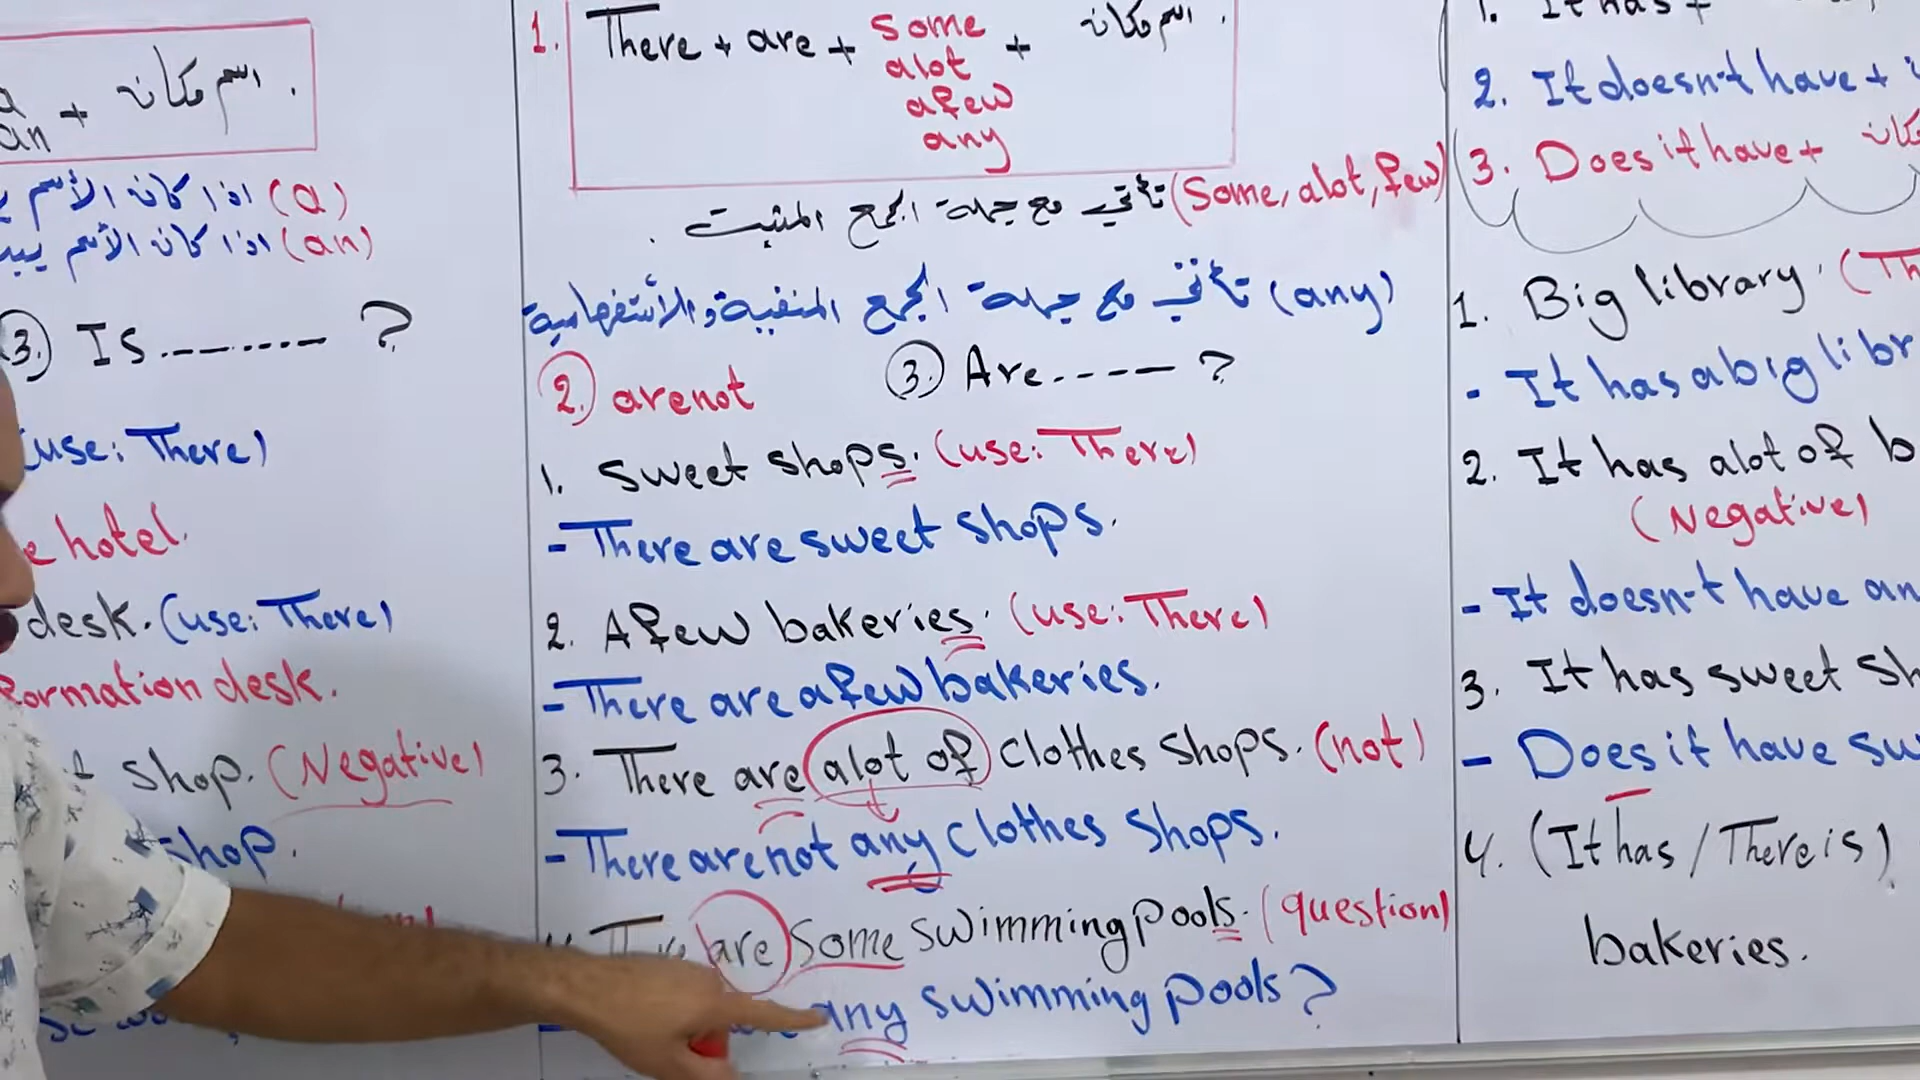 a
an + اسم مكان .
(a) اذا كان الأسم
(an) اذا كان الأسم يبد
3. Is ........ ?
use: There)
e hotel.
desk. (use: There)
formation desk.
shop. (Negative)
shop.
1. There + are + some + اسم مكان .
alot
afew
any
(Some, alot, few) تأتي مع جملة الجمع المثبت .
(any) تأتي مع جملة الجمع المنفية والأستفهامية
2. arenot 3. Are.---- ?
1. sweet shops. (use: There)
- There are sweet shops.
2. A few bakeries. (use: There)
- There are a few bakeries.
3. There are alot of clothes shops. (not)
- There are not any clothes shops.
are Some swimming pools. (question)
any swimming pools?
1. It has +
2. It doesn't have +
3. Does it have +
1. Big library. (Th
- It has a big libr
2. It has alot of b
(Negative)
- It doesn't have an
3. It has sweet sh
- Does it have sw
4. (It has / There is)
bakeries.